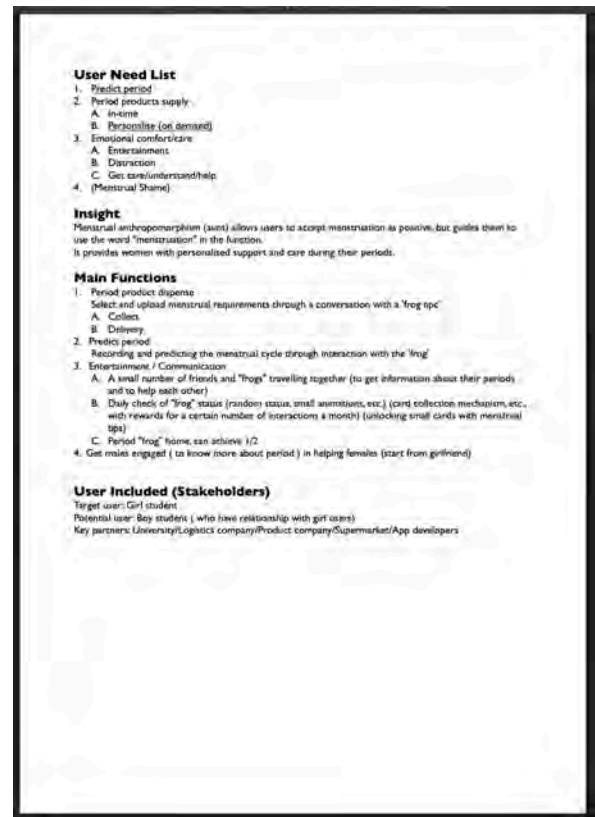 User Need List
1. Predict period
2. Period products supply
A. In-time
B. Personalise (on demand)
3. Emotional comfort/care
A. Entertainment
B. Distraction
C. Get care/understand/help
4. (Menstrual Shame)
Insight
Menstrual anthropomorphism (aunt) allows users to accept menstruation as positive, but guides them to
use the word "menstruation" in the function.
It provides women with personalised support and care during their periods.
Main Functions
1. Period product dispense
Select and upload menstrual requirements through a conversation with a 'frog npc'
A. Collect
B. Delivery
2. Predict period
Recording and predicting the menstrual cycle through interaction with the 'frog'
3. Entertainment / Communication
A. A small number of friends and "frogs" travelling together (to get information about their periods
and to help each other)
B. Daily check of "frog" status (random status, small animations, etc.) (card collection mechanism, etc.,
with rewards for a certain number of interactions a month) (unlocking small cards with menstrual
tips)
C. Period "frog" home, can achieve 1/2
4. Get males engaged ( to know more about period ) in helping females (start from girlfriend)
User Included (Stakeholders)
Target user: Girl student
Potential user: Boy student ( who have relationship with girl users)
Key partners: University/Logistics company/Product company/Supermarket/App developers